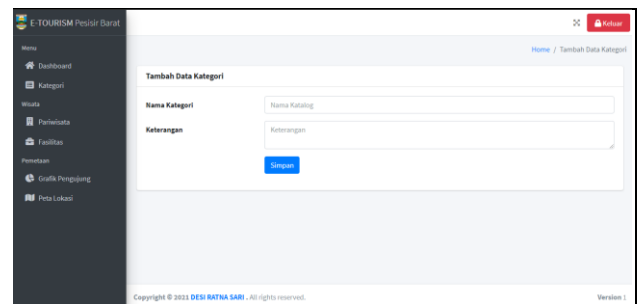 E-TOURISM Pesisir Barat
Keluar
Menu
Home / Tambah Data Kategori
Dashboard
Kategori
Tambah Data Kategori
Wisata
Nama Kategori
Nama Katalog
Pariwisata
Keterangan
Keterangan
Fasilitas
Pemetaan
Simpan
Grafik Pengujung
Peta Lokasi
Copyright © 2021 DESI RATNA SARI . All rights reserved.
Version :